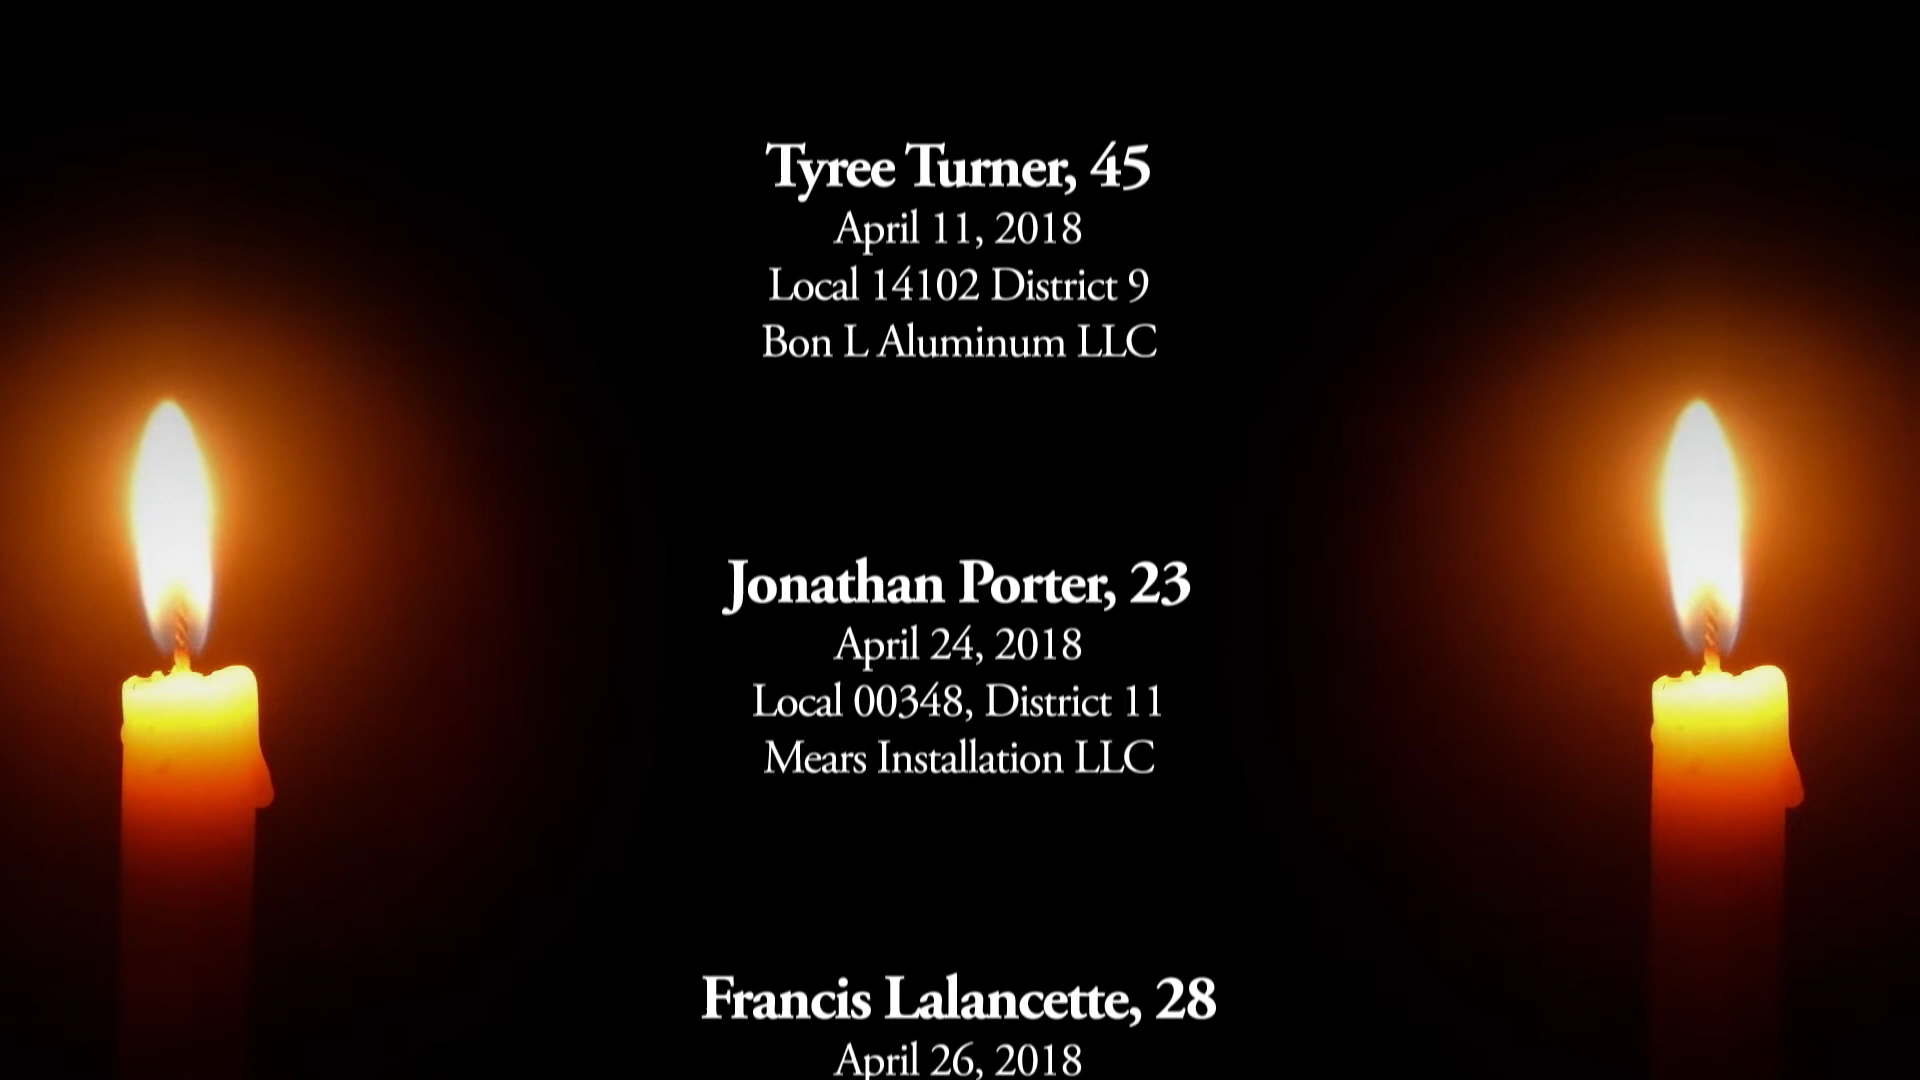 Tyree Turner, 45
April 11, 2018
Local 14102 District 9
Bon L Aluminum LLC
Jonathan Porter, 23
April 24, 2018
Local 00348, District 11
Mears Installation LLC
Francis Lalancette, 28
April 26, 2018